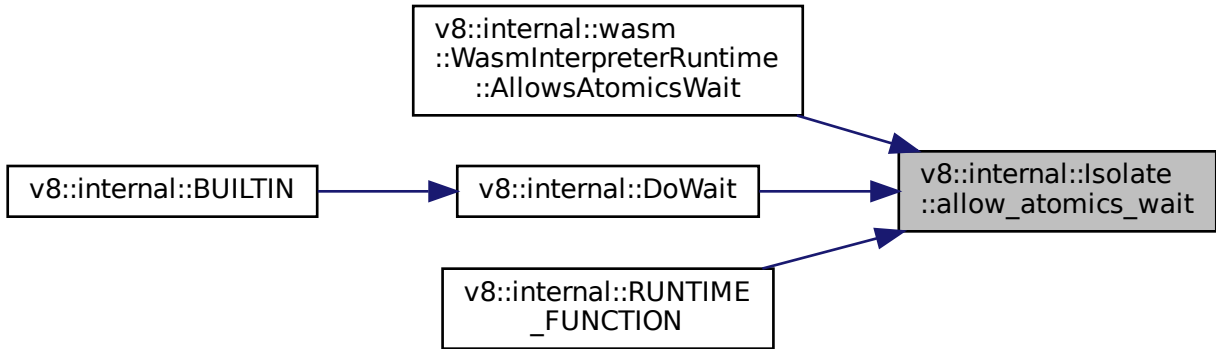 v8::internal::wasm
::WasmInterpreterRuntime
::AllowsAtomicsWait
v8::internal::BUILTIN
v8::internal::DoWait
v8::internal::Isolate
::allow_atomics_wait
v8::internal::RUNTIME
_FUNCTION